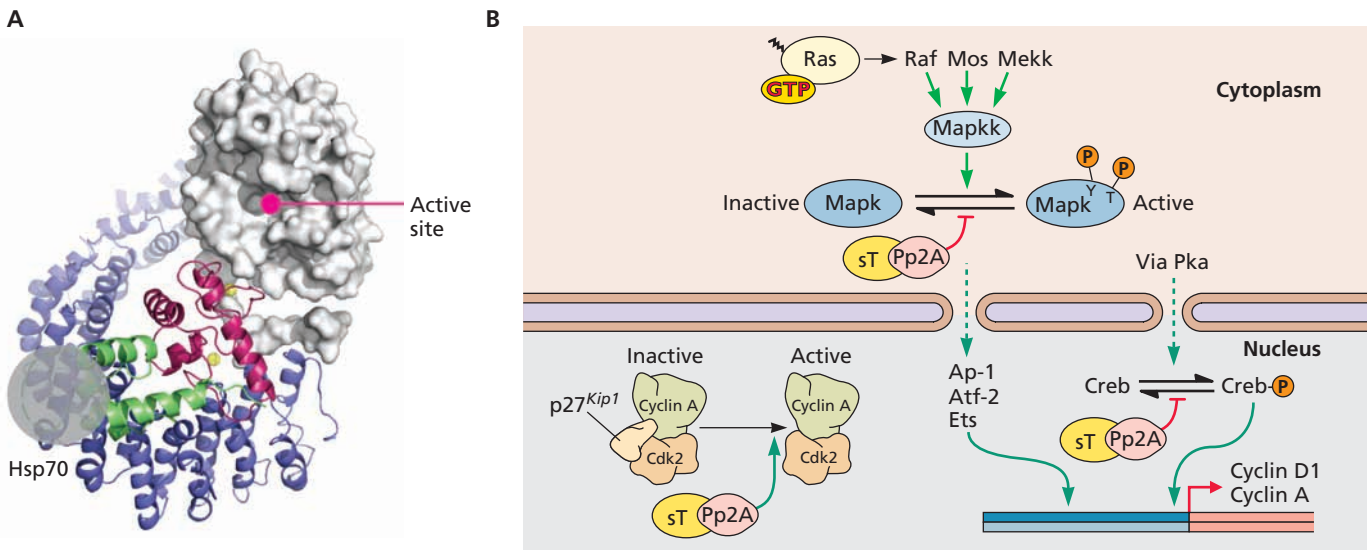 A
Active
site
Hsp70
B
Ras
GTP
Raf Mos Mekk
Cytoplasm
Mapkk
P
P
Inactive
Mapk
Mapk
Y
T
Active
sT
Pp2A
Via Pka
Nucleus
Inactive
Active
p27Kip1
Cyclin A
Cdk2
Cyclin A
Cdk2
sT
Pp2A
Ap-1
Atf-2
Ets
Creb
Creb-P
sT
Pp2A
Cyclin D1
Cyclin A